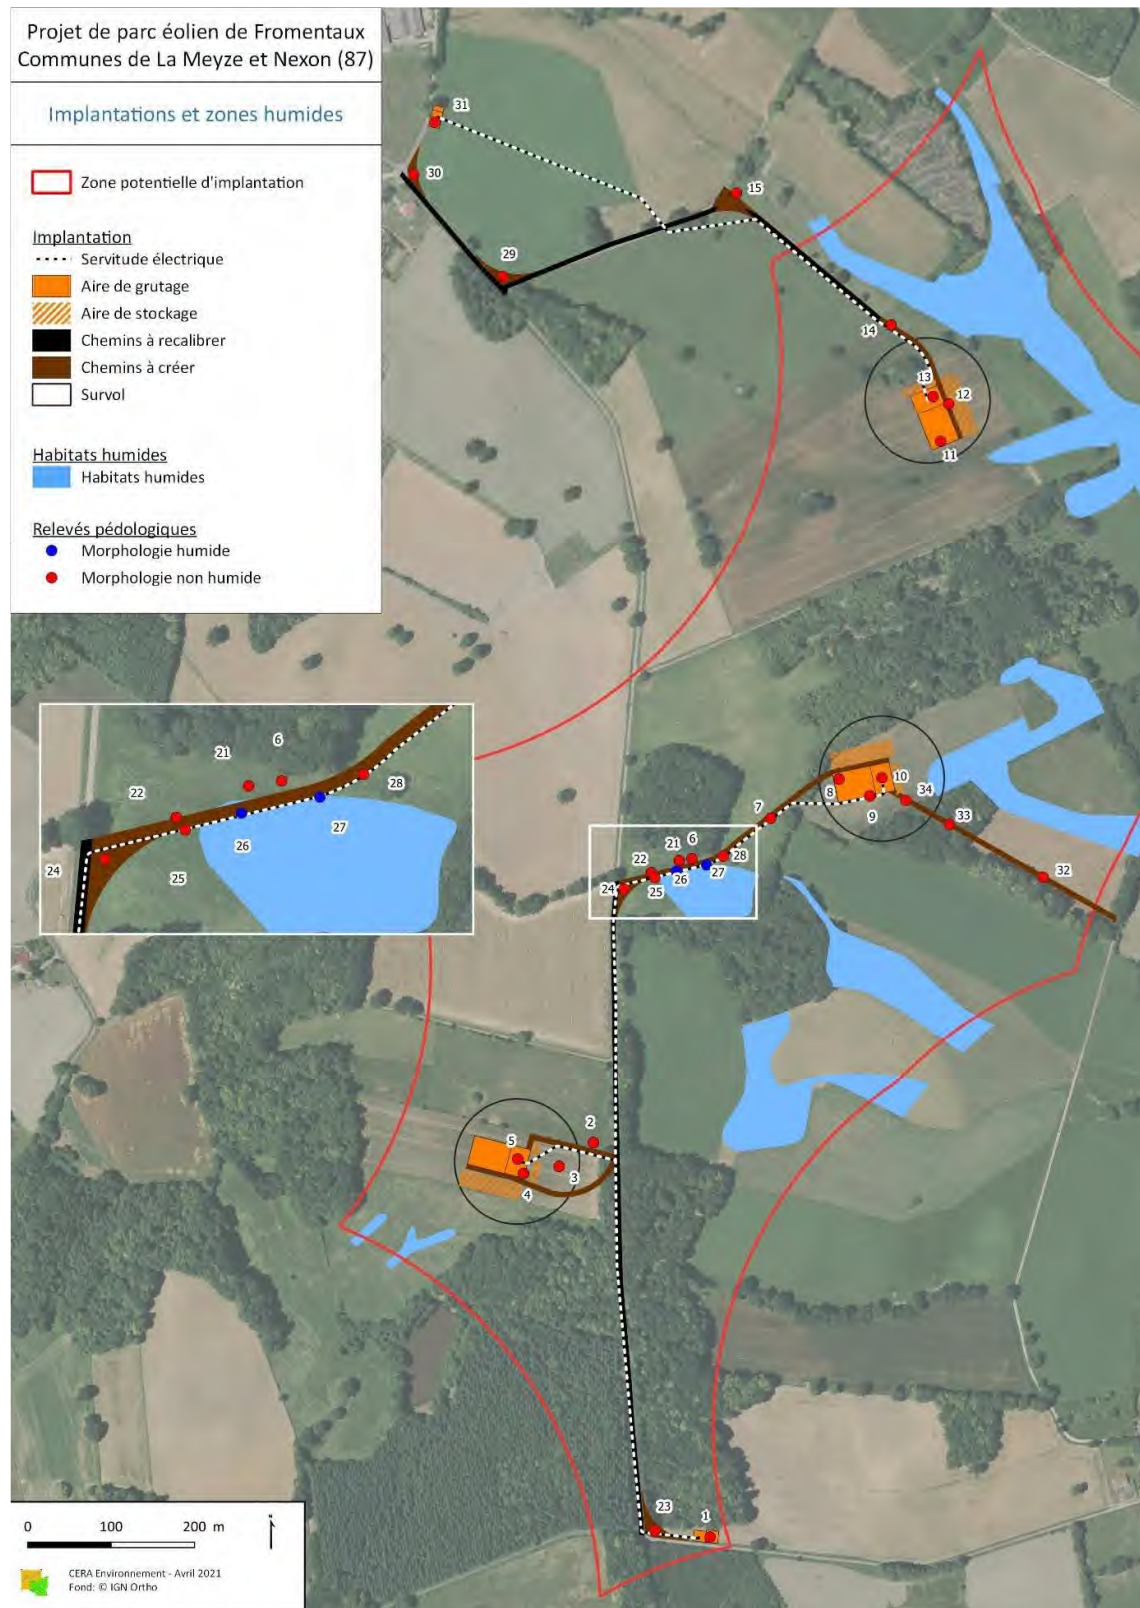 Projet de parc éolien de Fromentaux
Communes de La Meyze et Nexon (87)
Implantations et zones humides
Zone potentielle d'implantation
Implantation
Servitude électrique
Aire de grutage
Aire de stockage
Chemins à recalibrer
Chemins à créer
Survol
Habitats humides
Habitats humides
Relevés pédologiques
Morphologie humide
Morphologie non humide
31
30
15
29
14
13
12
11
21
6
22
28
27
26
24
25
10
8
34
9
7
33
21
6
28
22
27
26
24
25
32
2
5
3
4
23
1
0 100 200 m
CERA Environnement - Avril 2021
Fond: © IGN Ortho